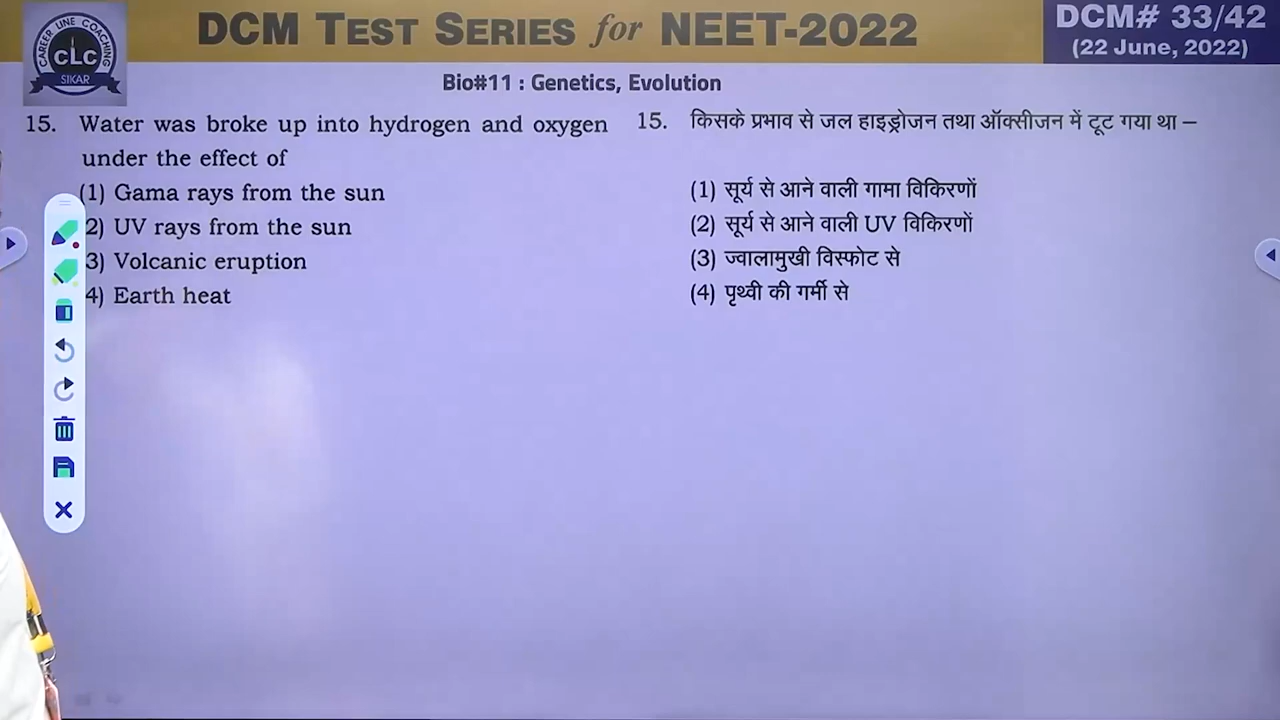 CAREER LINE COACHING
CLC
SIKAR
DCM TEST SERIES for NEET-2022
DCM# 33/42
(22 June, 2022)
Bio#11 : Genetics, Evolution
15. Water was broke up into hydrogen and oxygen
under the effect of
(1) Gama rays from the sun
2) UV rays from the sun
3) Volcanic eruption
4) Earth heat
15. किसके प्रभाव से जल हाइड्रोजन तथा ऑक्सीजन में टूट गया था –
(1) सूर्य से आने वाली गामा विकिरणों
(2) सूर्य से आने वाली UV विकिरणों
(3) ज्वालामुखी विस्फोट से
(4) पृथ्वी की गर्मी से